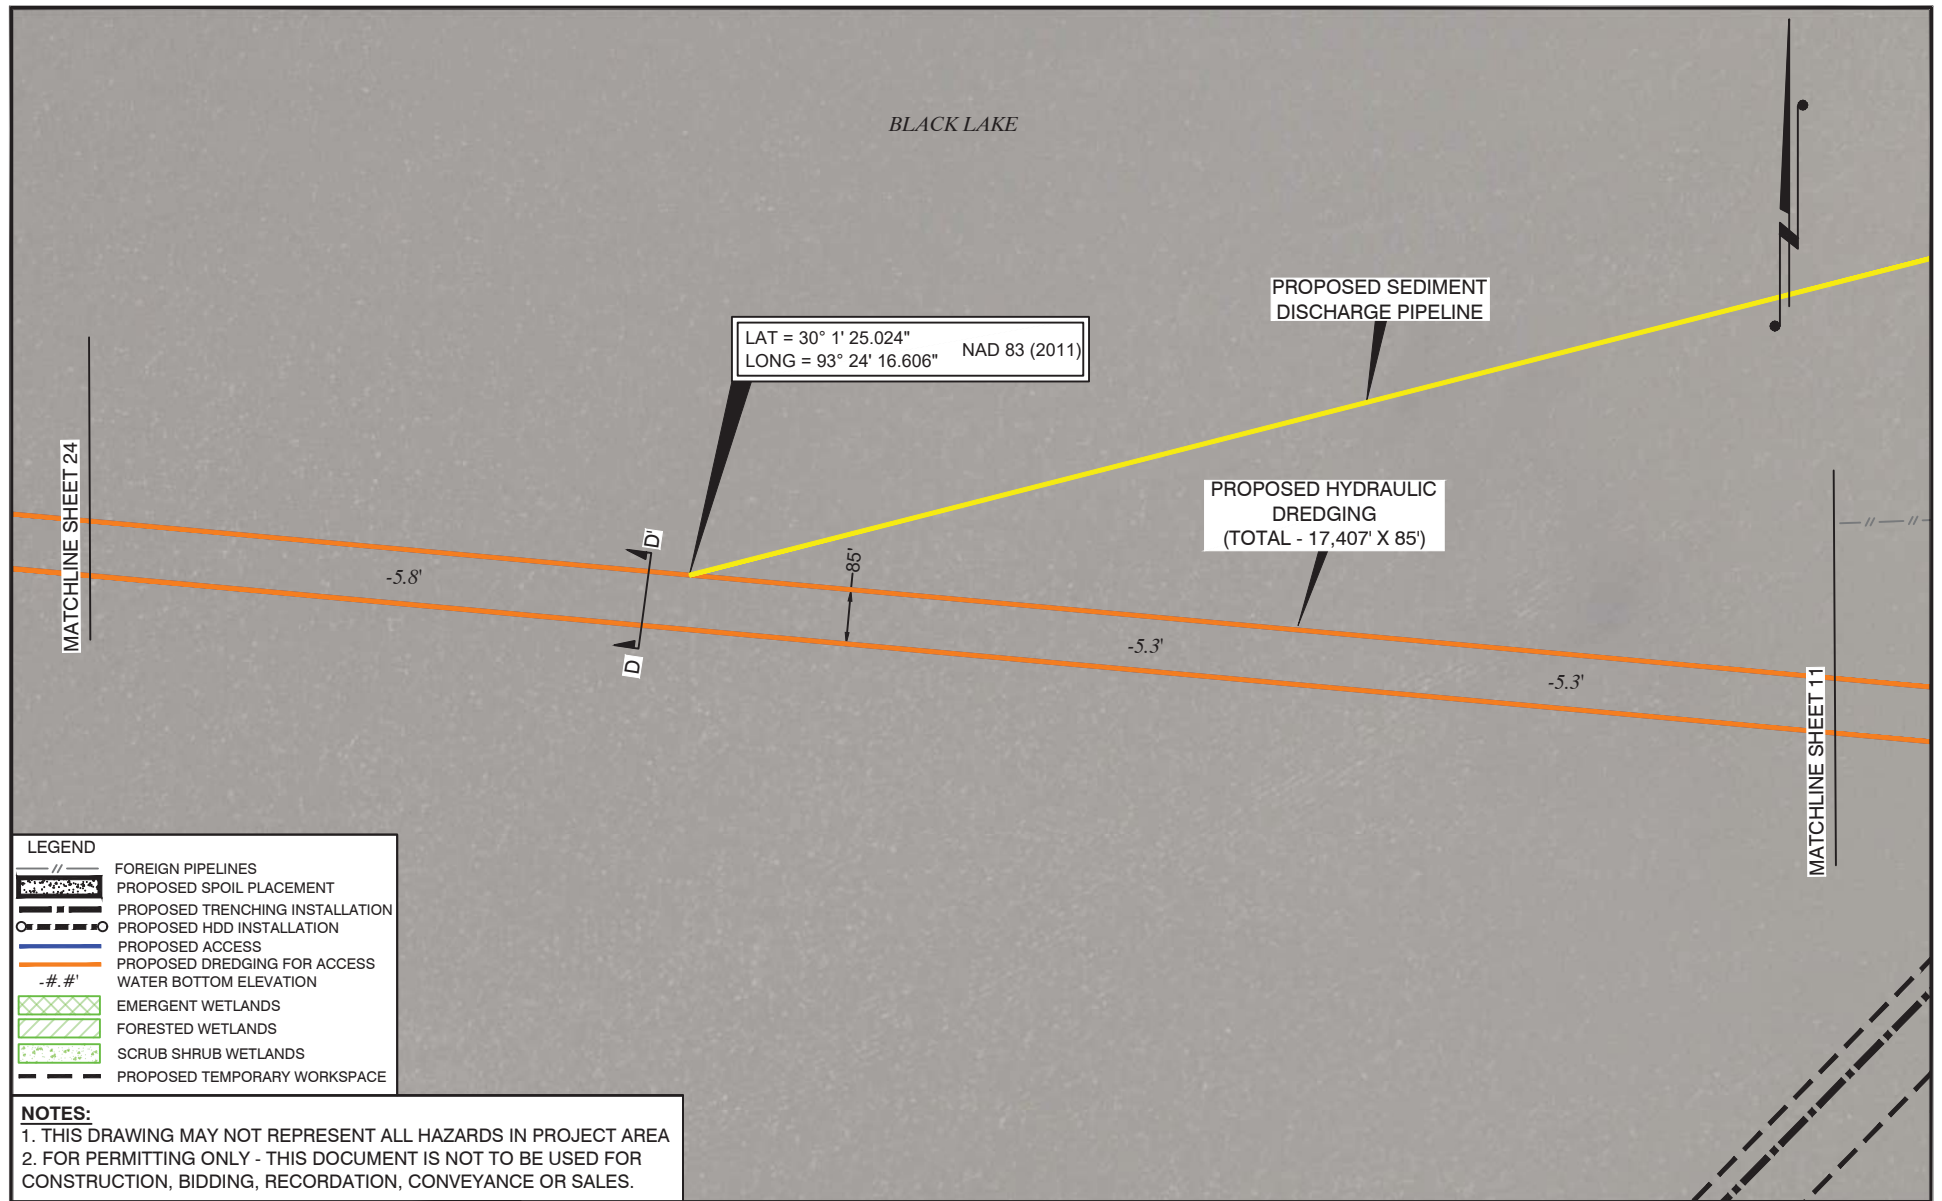 BLACK LAKE
PROPOSED SEDIMENT
DISCHARGE PIPELINE
LAT = 30° 1' 25.024"
LONG = 93° 24' 16.606"
NAD 83 (2011)
MATCHLINE SHEET 24
PROPOSED HYDRAULIC
DREDGING
(TOTAL - 17,407' X 85')
D'
85'
-5.8'
D
-5.3'
-5.3'
MATCHLINE SHEET 11
N
LEGEND
FOREIGN PIPELINES
PROPOSED SPOIL PLACEMENT
PROPOSED TRENCHING INSTALLATION
PROPOSED HDD INSTALLATION
PROPOSED ACCESS
PROPOSED DREDGING FOR ACCESS
-#.#' WATER BOTTOM ELEVATION
EMERGENT WETLANDS
FORESTED WETLANDS
SCRUB SHRUB WETLANDS
PROPOSED TEMPORARY WORKSPACE
NOTES:
1. THIS DRAWING MAY NOT REPRESENT ALL HAZARDS IN PROJECT AREA
2. FOR PERMITTING ONLY - THIS DOCUMENT IS NOT TO BE USED FOR
CONSTRUCTION, BIDDING, RECORDATION, CONVEYANCE OR SALES.